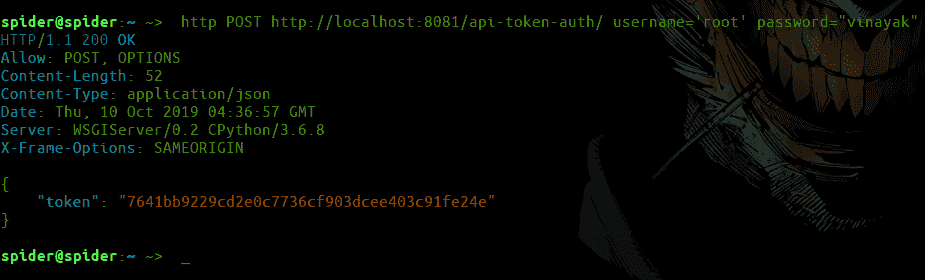 spider@spider:~ ~>  http POST http://localhost:8081/api-token-auth/ username='root' password="vinayak"
HTTP/1.1 200 OK
Allow: POST, OPTIONS
Content-Length: 52
Content-Type: application/json
Date: Thu, 10 Oct 2019 04:36:57 GMT
Server: WSGIServer/0.2 CPython/3.6.8
X-Frame-Options: SAMEORIGIN
{
    "token": "7641bb9229cd2e0c7736cf903dcee403c91fe24e"
}
spider@spider:~ ~>  _